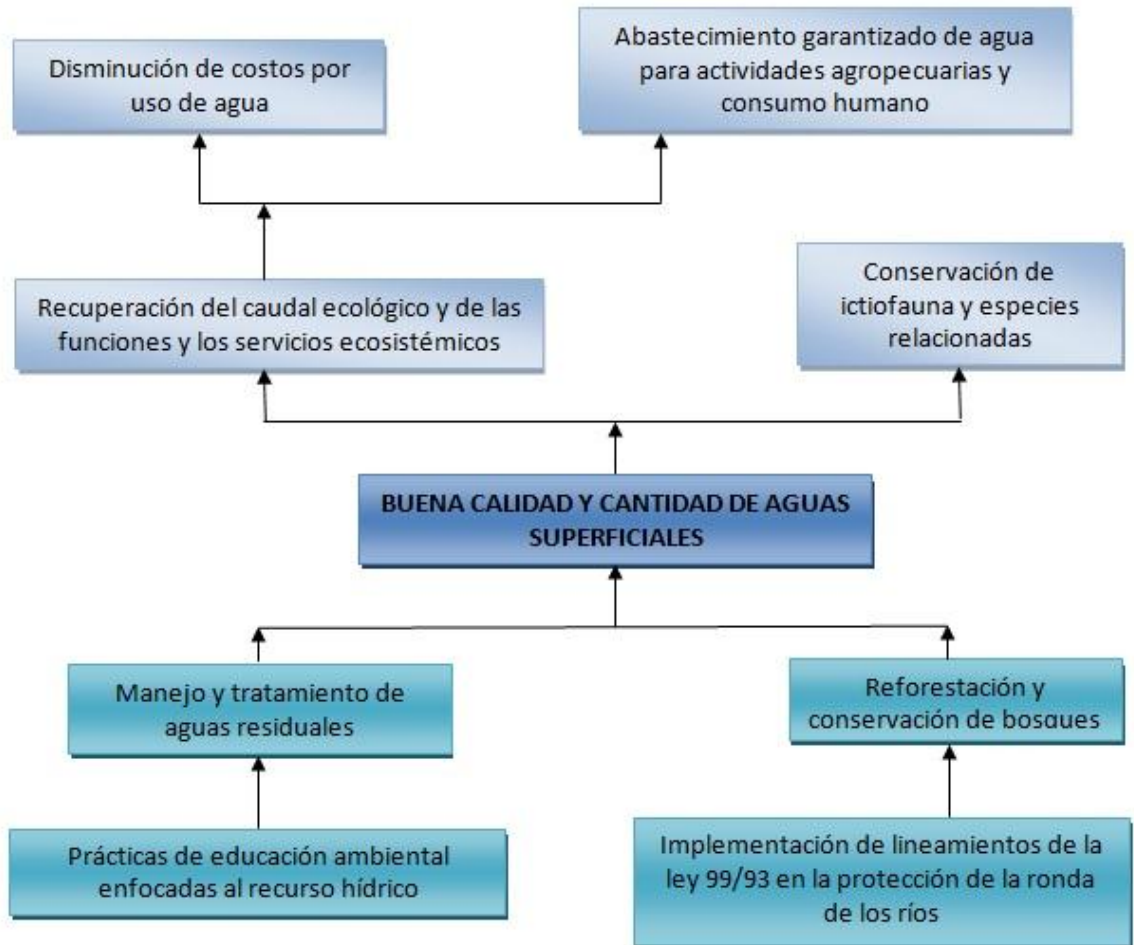 Disminución de costos por
uso de agua
Abastecimiento garantizado de agua
para actividades agropecuarias y
consumo humano
Recuperación del caudal ecológico y de las
funciones y los servicios ecosistémicos
Conservación de
ictiofauna y especies
relacionadas
BUENA CALIDAD Y CANTIDAD DE AGUAS
SUPERFICIALES
Manejo y tratamiento de
aguas residuales
Reforestación y
conservación de bosques
Prácticas de educación ambiental
enfocadas al recurso hídrico
Implementación de lineamientos de la
ley 99/93 en la protección de la ronda
de los ríos